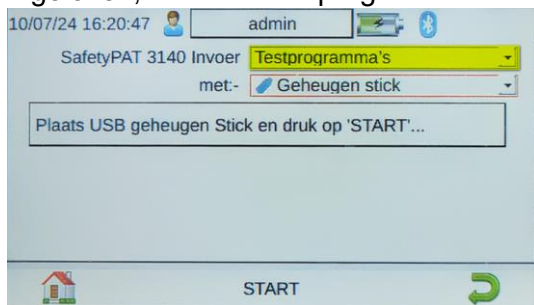 10/07/24 16:20:47 admin
SafetyPAT 3140 Invoer Testprogramma's
met:- Geheugen stick
Plaats USB geheugen Stick en druk op 'START'...
START